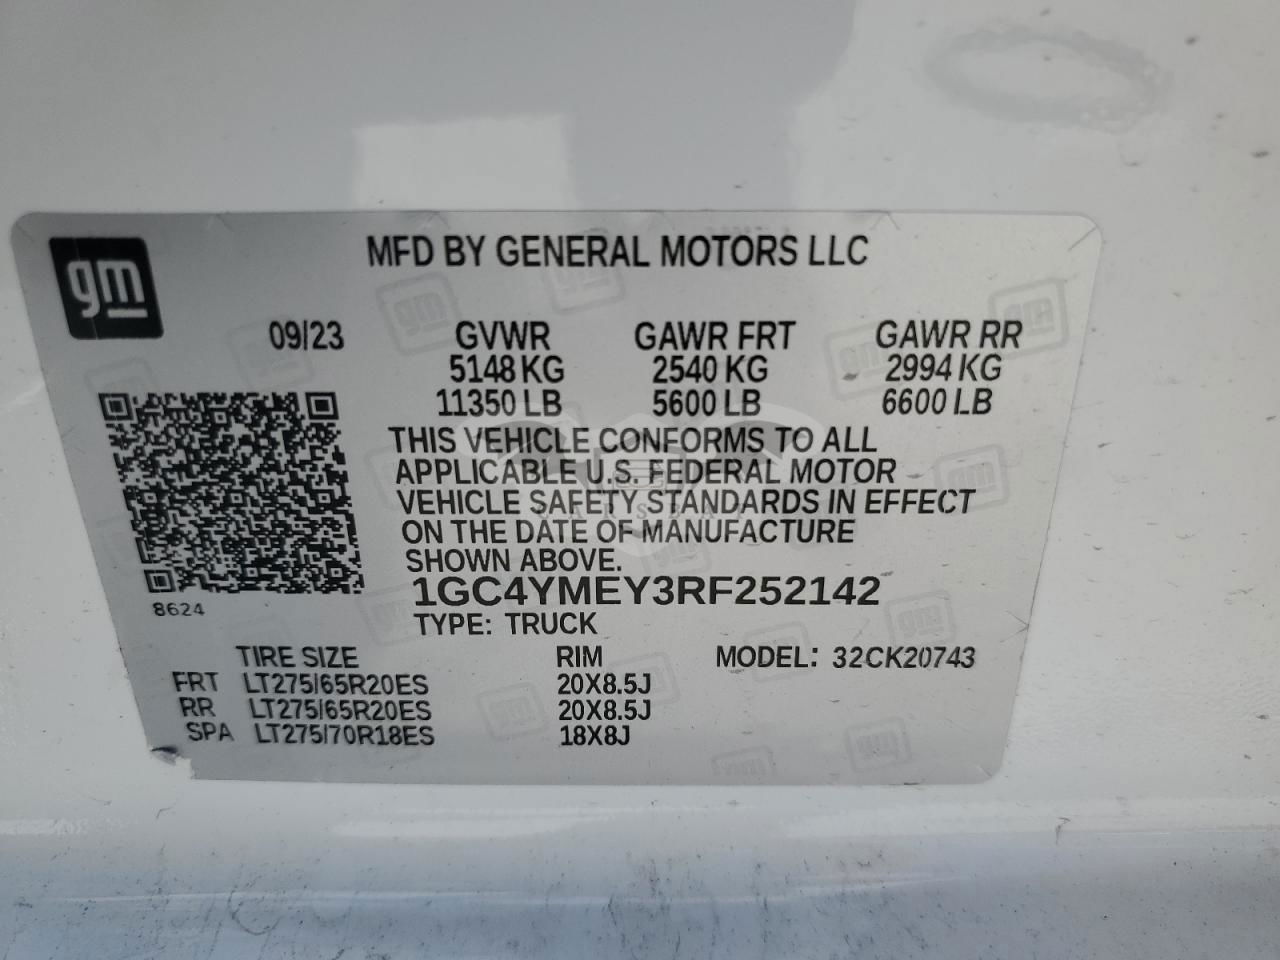 gm
MFD BY GENERAL MOTORS LLC
09/23 GVWR GAWR FRT GAWR RR
5148 KG 2540 KG 2994 KG
11350 LB 5600 LB 6600 LB
THIS VEHICLE CONFORMS TO ALL
APPLICABLE U.S. FEDERAL MOTOR
VEHICLE SAFETY STANDARDS IN EFFECT
CARSBAT
ON THE DATE OF MANUFACTURE
SHOWN ABOVE.
1GC4YMEY3RF252142
8624
TYPE: TRUCK
TIRE SIZE RIM MODEL: 32CK20743
FRT LT275/65R20ES 20X8.5J
RR LT275/65R20ES 20X8.5J
SPA LT275/70R18ES 18X8J